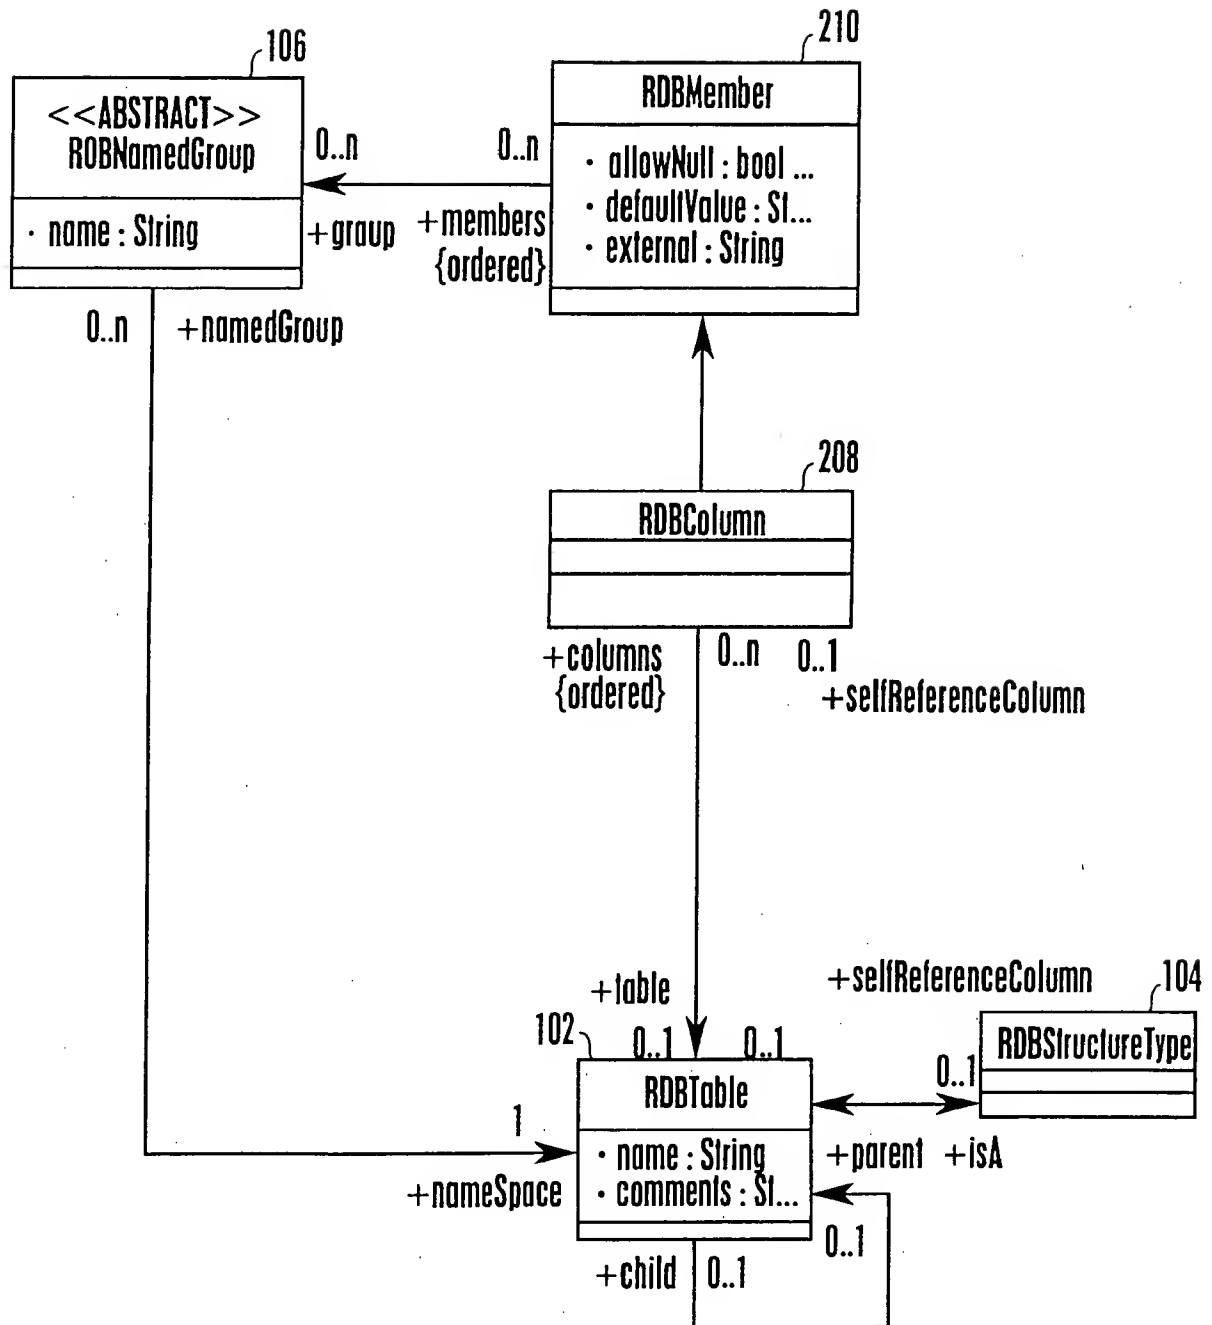 106
<<ABSTRACT>>
ROBNamedGroup
· name : String
0..n
0..n
+group
+members
{ordered}
210
RDBMember
· allowNull : bool ...
· defaultValue : St...
· external : String
0..n
+namedGroup
208
RDBColumn
+columns
{ordered}
0..n
0..1
+selfReferenceColumn
+table
0..1
0..1
+selfReferenceColumn
104
RDBStructureType
102
RDBTable
· name : String
· comments : St...
0..1
+parent
+isA
1
+nameSpace
0..1
+child
0..1